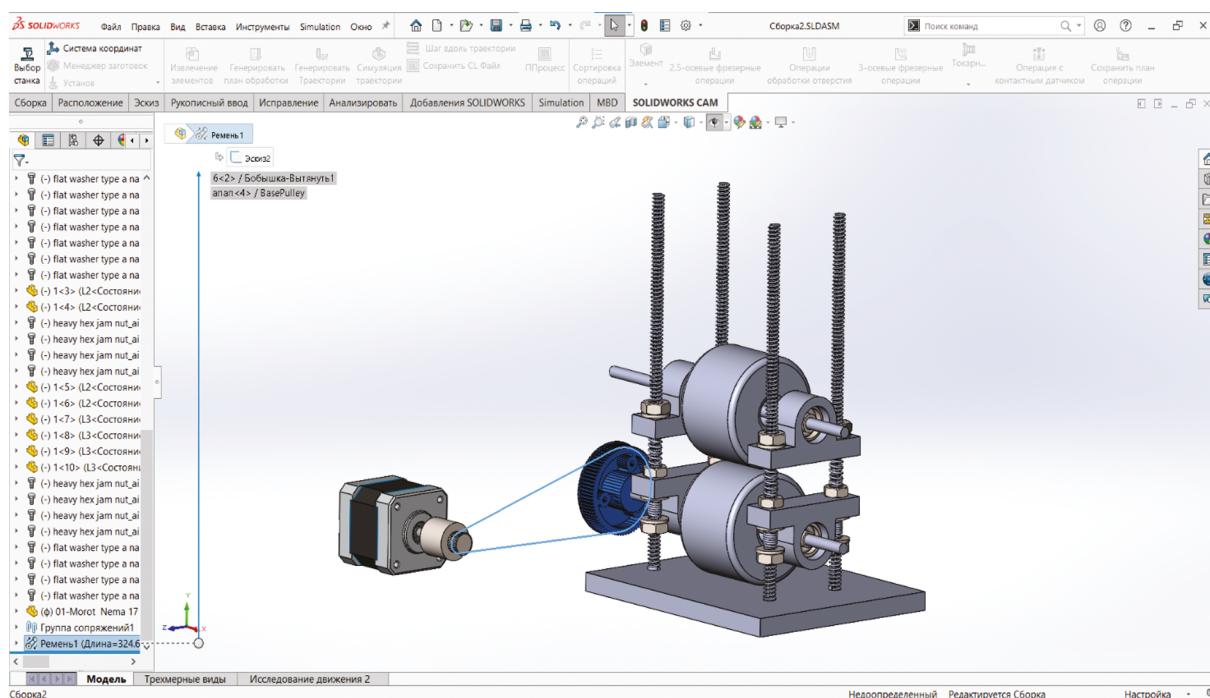 SOLIDWORKS Файл Правка Вид Вставка Инструменты Simulation Окно Сборка2.SLDASM Поиск команд
Выбор станка
Система координат
Менеджер заготовок
Установ
Извлечение элементов
Генерировать план обработки
Генерировать Траектории
Симуляция траектории
Шаг вдоль траектории
Сохранить CL Файл
ППроцесс
Сортировка операций
Элемент
2,5-осевые фрезерные операции
Операции обработки отверстия
3-осевые фрезерные операции
Токарн...
Операция с контактным датчиком
Сохранить план операции
Сборка Расположение Эскиз Рукописный ввод Исправление Анализировать Добавления SOLIDWORKS Simulation MBD SOLIDWORKS CAM
Ремень1
Эскиз2
6<2> / Бобышка-Вытянуть1
апап<4> / BasePulley
(-) flat washer type a na
(-) flat washer type a na
(-) flat washer type a na
(-) flat washer type a na
(-) flat washer type a na
(-) flat washer type a na
(-) flat washer type a na
(-) 1<3> (L2<Состояни
(-) 1<4> (L2<Состояни
(-) heavy hex jam nut_ai
(-) heavy hex jam nut_ai
(-) heavy hex jam nut_ai
(-) heavy hex jam nut_ai
(-) 1<5> (L2<Состояни
(-) 1<6> (L2<Состояни
(-) 1<7> (L3<Состояни
(-) 1<8> (L3<Состояни
(-) 1<9> (L3<Состояни
(-) 1<10> (L3<Состоян
(-) heavy hex jam nut_ai
(-) heavy hex jam nut_ai
(-) heavy hex jam nut_ai
(-) heavy hex jam nut_ai
(-) flat washer type a na
(-) flat washer type a na
(-) flat washer type a na
(-) flat washer type a na
(ф) 01-Morot Nema 17
Группа сопряжений1
Ремень1 (Длина=324.6
Y
Z X
Модель Трехмерные виды Исследование движения 2
Сборка2 Недоопределенный Редактируется Сборка Настройка